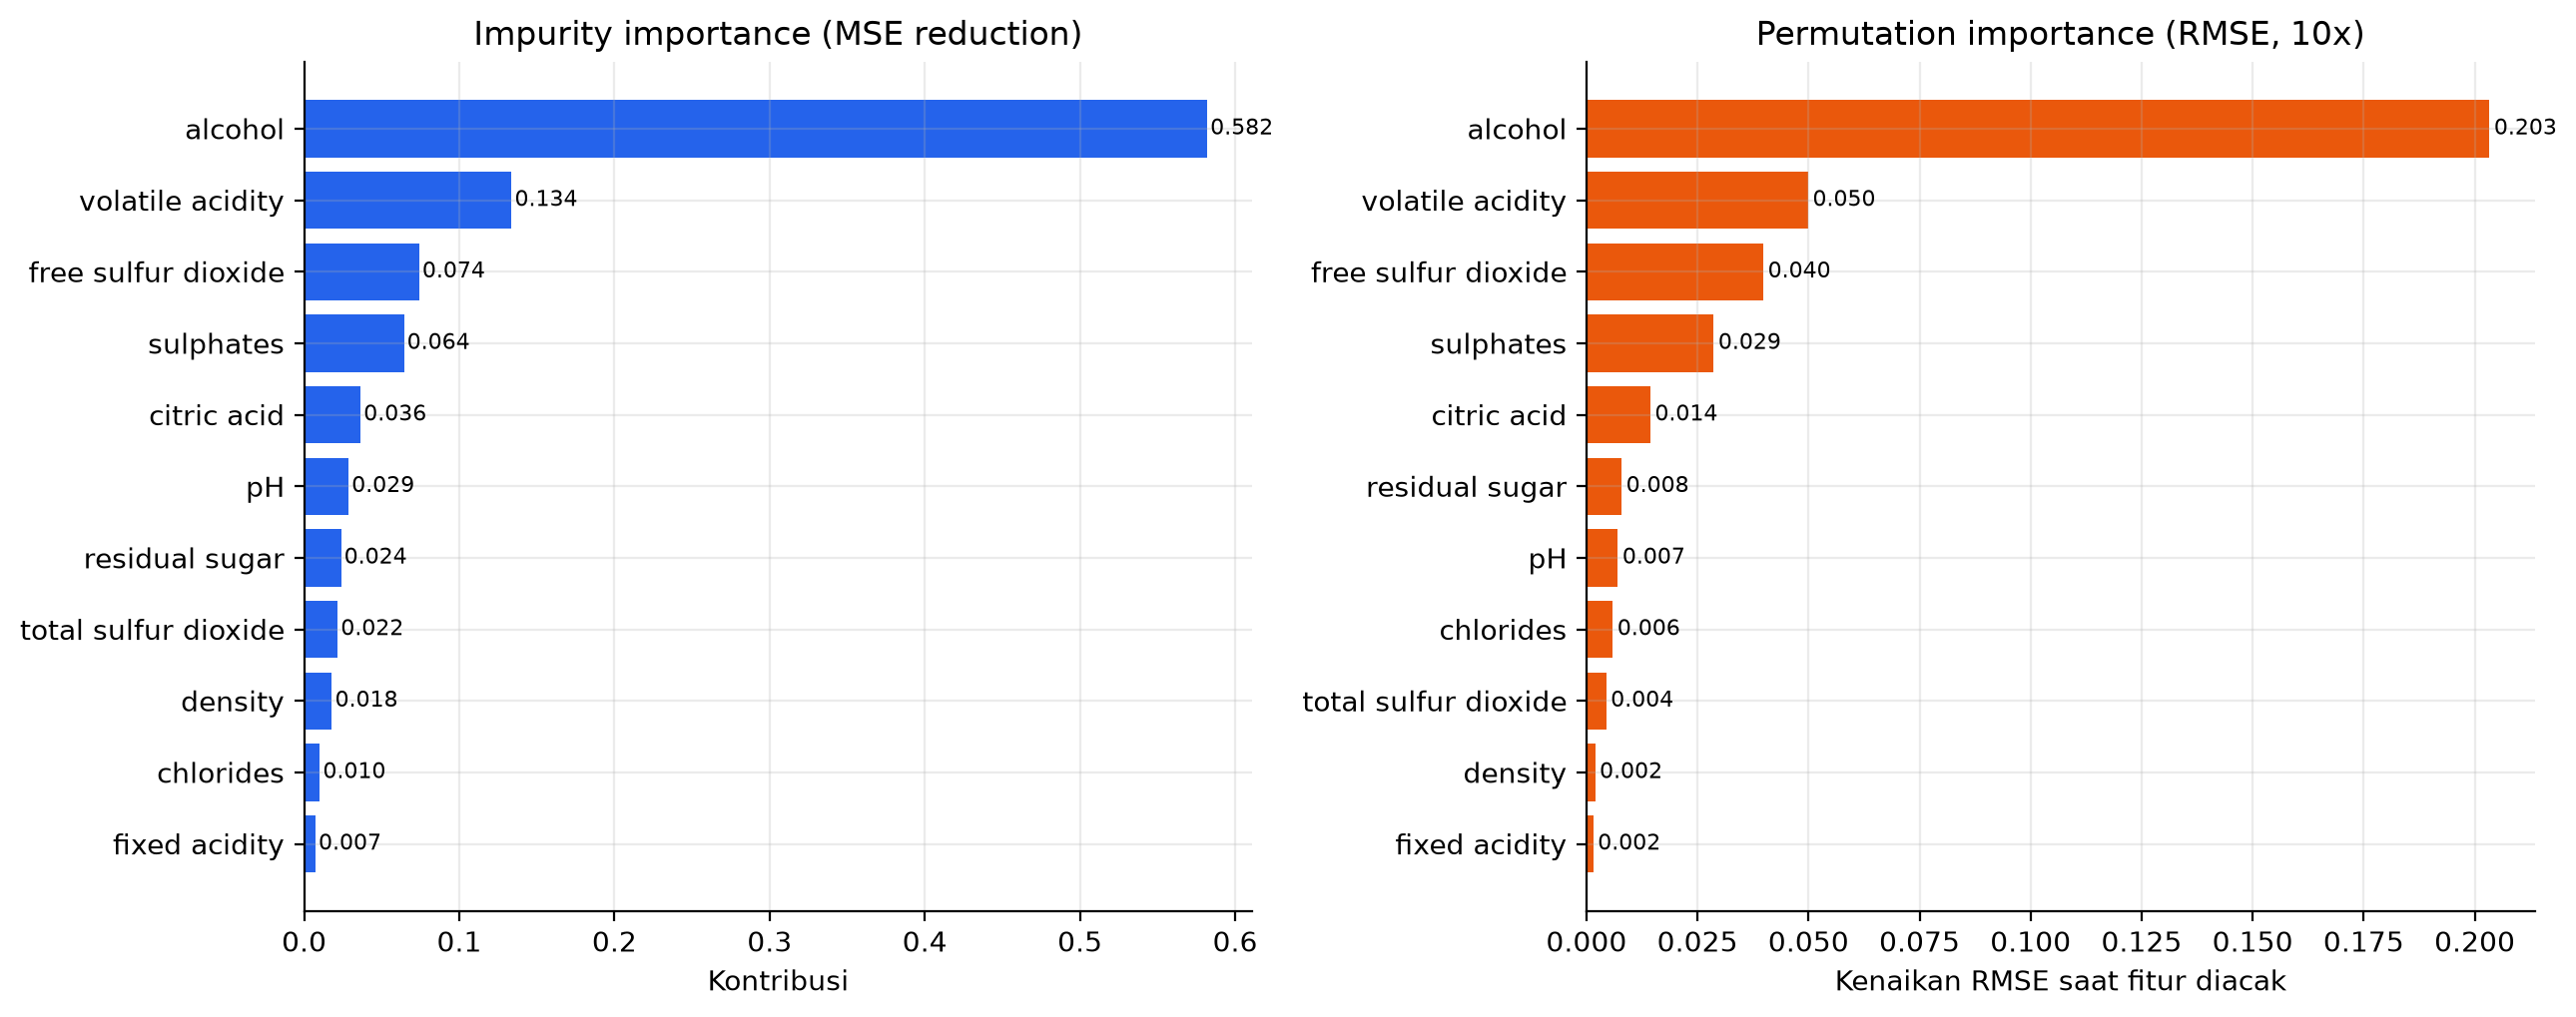 Impurity importance (MSE reduction)
alcohol 0.582
volatile acidity 0.134
free sulfur dioxide 0.074
sulphates 0.064
citric acid 0.036
pH 0.029
residual sugar 0.024
total sulfur dioxide 0.022
density 0.018
chlorides 0.010
fixed acidity 0.007
0.0 0.1 0.2 0.3 0.4 0.5 0.6
Kontribusi
Permutation importance (RMSE, 10x)
alcohol 0.203
volatile acidity 0.050
free sulfur dioxide 0.040
sulphates 0.029
citric acid 0.014
residual sugar 0.008
pH 0.007
chlorides 0.006
total sulfur dioxide 0.004
density 0.002
fixed acidity 0.002
0.000 0.025 0.050 0.075 0.100 0.125 0.150 0.175 0.200
Kenaikan RMSE saat fitur diacak